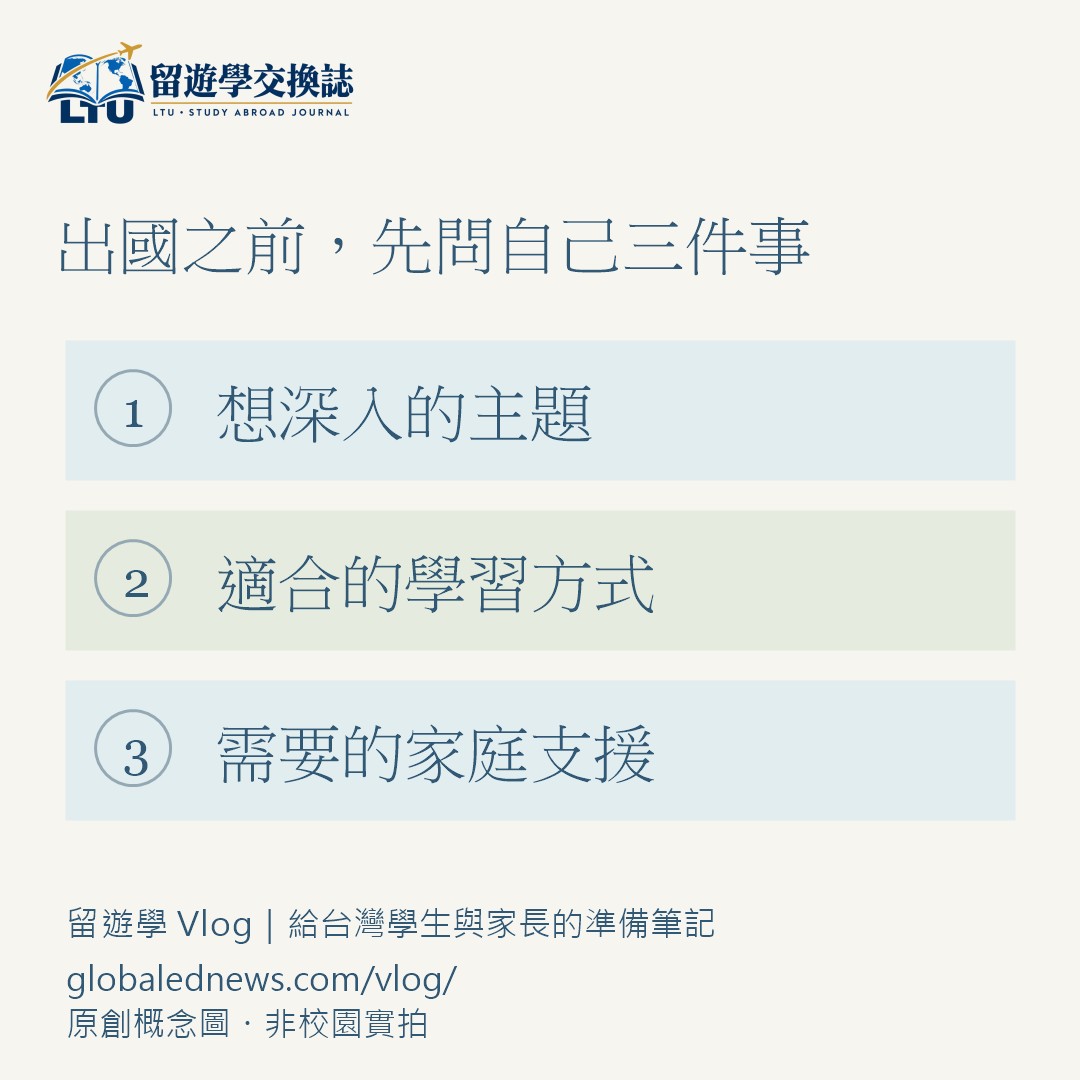 留遊學交換誌
LTU
LTU • STUDY ABROAD JOURNAL
出國之前，先問自己三件事
1 想深入的主題
2 適合的學習方式
3 需要的家庭支援
留遊學 Vlog｜給台灣學生與家長的準備筆記
globalednews.com/vlog/
原創概念圖．非校園實拍